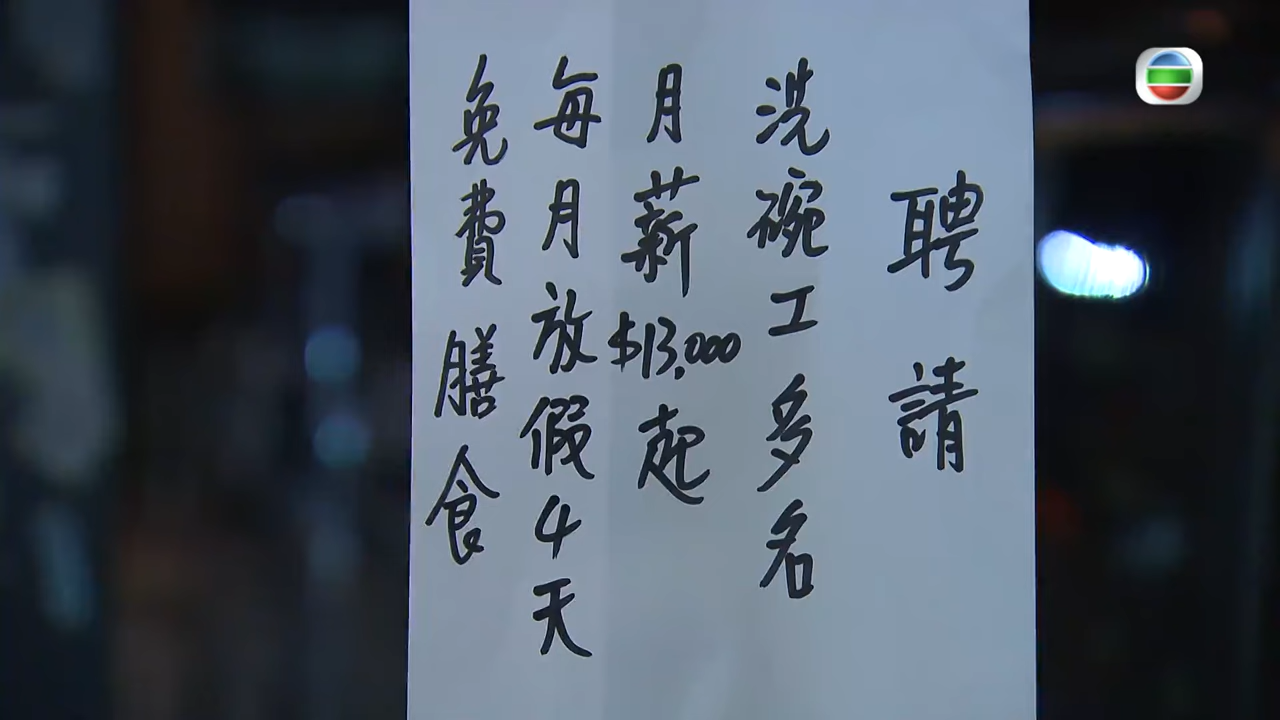 聘請
洗碗工多名
月薪$13,000起
每月放假4天
免費膳食